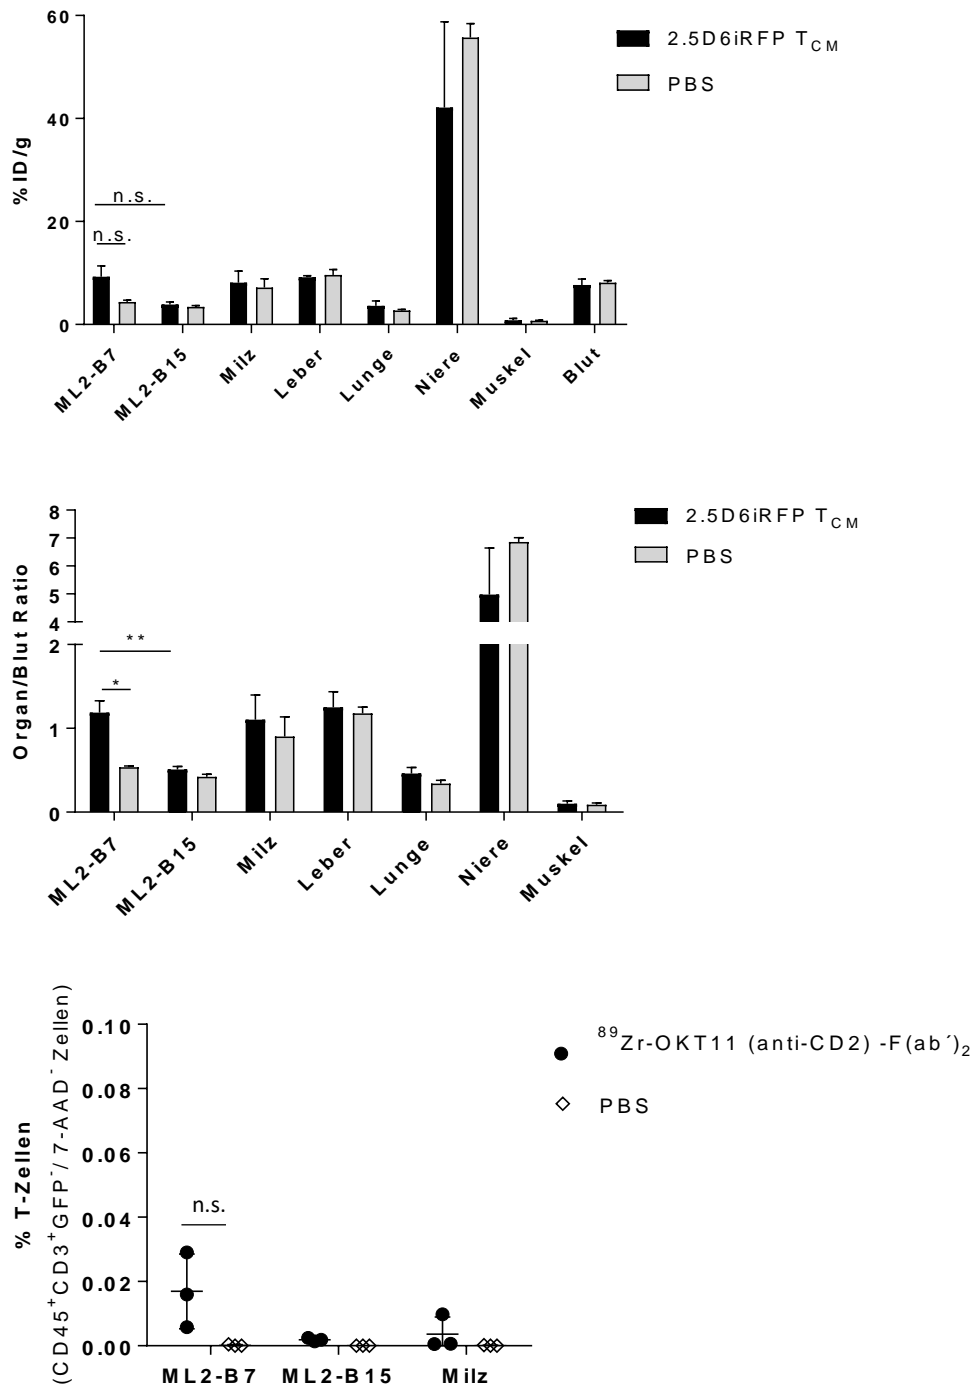 60
40
20
0
% ID/g
2.5D6iRFP T_CM
PBS
n.s.
n.s.
ML2-B7
ML2-B15
Milz
Leber
Lunge
Niere
Muskel
Blut
8
7
6
5
4
2
1
0
Organ/Blut Ratio
2.5D6iRFP T_CM
PBS
**
*
ML2-B7
ML2-B15
Milz
Leber
Lunge
Niere
Muskel
% T-Zellen
(CD45⁺CD3⁺GFP⁻/ 7-AAD⁻ Zellen)
0.10
0.08
0.06
0.04
0.02
0.00
⁸⁹Zr-OKT11 (anti-CD2) -F(ab´)₂
PBS
n.s.
ML2-B7
ML2-B15
Milz